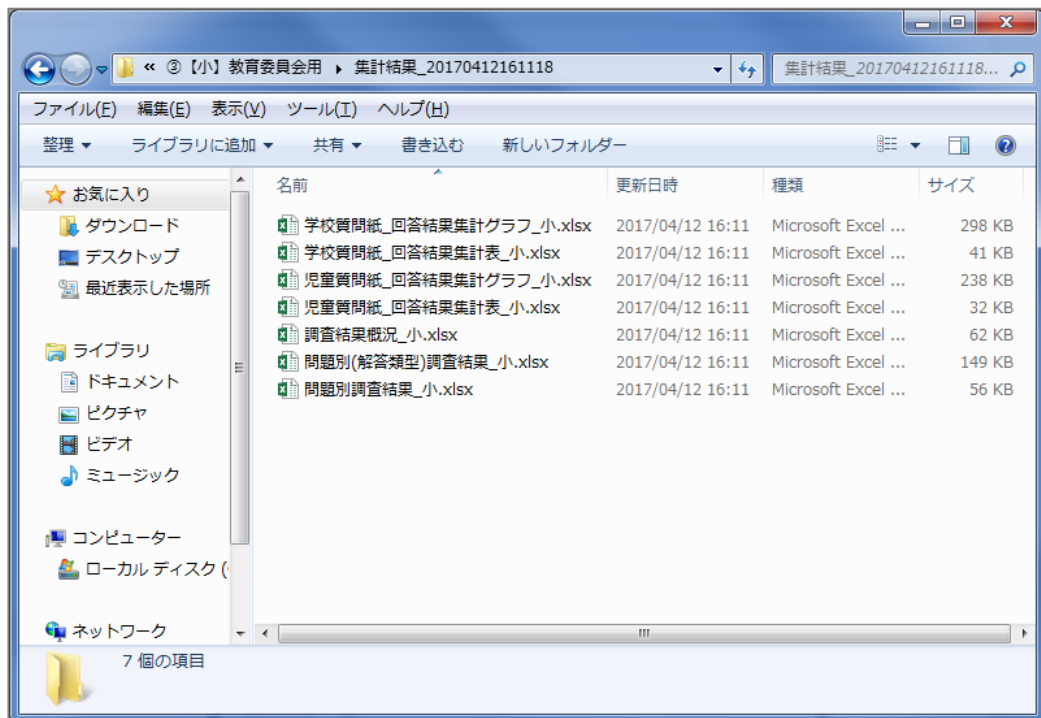 « ③【小】教育委員会用 ▸ 集計結果_20170412161118
集計結果_20170412161118...
ファイル(F) 編集(E) 表示(V) ツール(T) ヘルプ(H)
整理 ライブラリに追加 共有 書き込む 新しいフォルダー
お気に入り
ダウンロード
デスクトップ
最近表示した場所
ライブラリ
ドキュメント
ピクチャ
ビデオ
ミュージック
コンピューター
ローカル ディスク (
ネットワーク
名前 更新日時 種類 サイズ
学校質問紙_回答結果集計グラフ_小.xlsx 2017/04/12 16:11 Microsoft Excel ... 298 KB
学校質問紙_回答結果集計表_小.xlsx 2017/04/12 16:11 Microsoft Excel ... 41 KB
児童質問紙_回答結果集計グラフ_小.xlsx 2017/04/12 16:11 Microsoft Excel ... 238 KB
児童質問紙_回答結果集計表_小.xlsx 2017/04/12 16:11 Microsoft Excel ... 32 KB
調査結果概況_小.xlsx 2017/04/12 16:11 Microsoft Excel ... 62 KB
問題別(解答類型)調査結果_小.xlsx 2017/04/12 16:11 Microsoft Excel ... 149 KB
問題別調査結果_小.xlsx 2017/04/12 16:11 Microsoft Excel ... 56 KB
7 個の項目